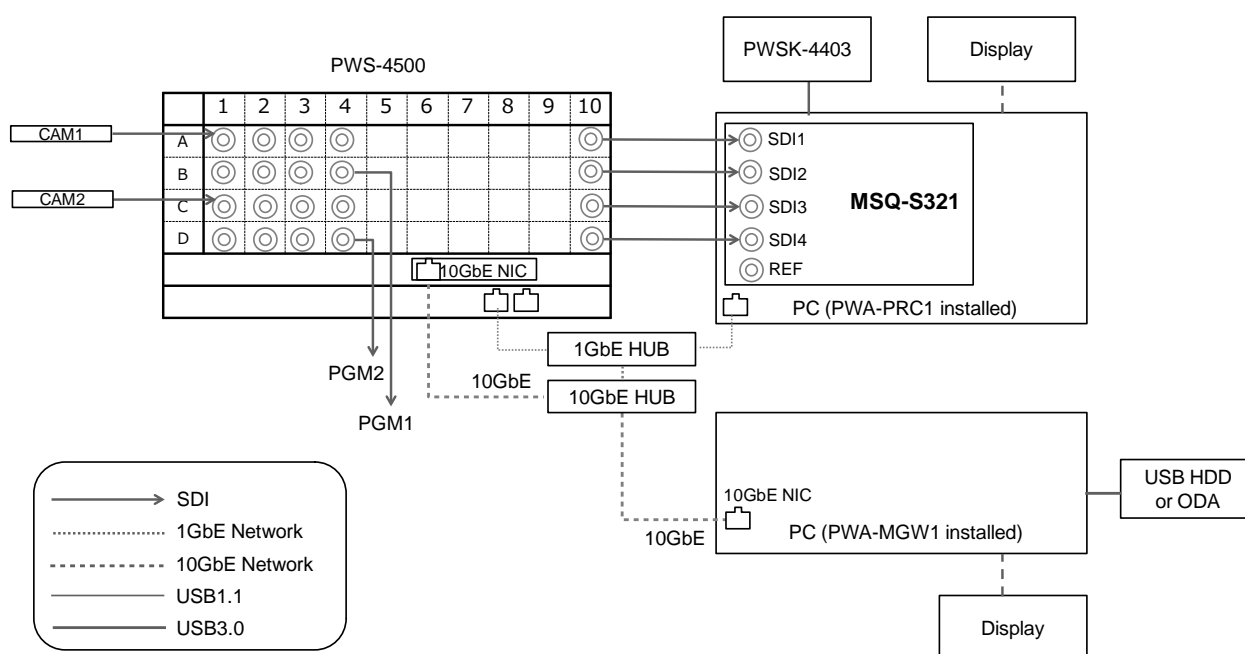 PWSK-4403
Display
PWS-4500
1 2 3 4 5 6 7 8 9 10
CAM1
A
B
CAM2
C
D
SDI1
SDI2
SDI3
SDI4
REF
MSQ-S321
10GbE NIC
PC (PWA-PRC1 installed)
1GbE HUB
10GbE
10GbE HUB
PGM2
PGM1
SDI
1GbE Network
10GbE Network
USB1.1
USB3.0
10GbE NIC
10GbE
PC (PWA-MGW1 installed)
USB HDD
or ODA
Display